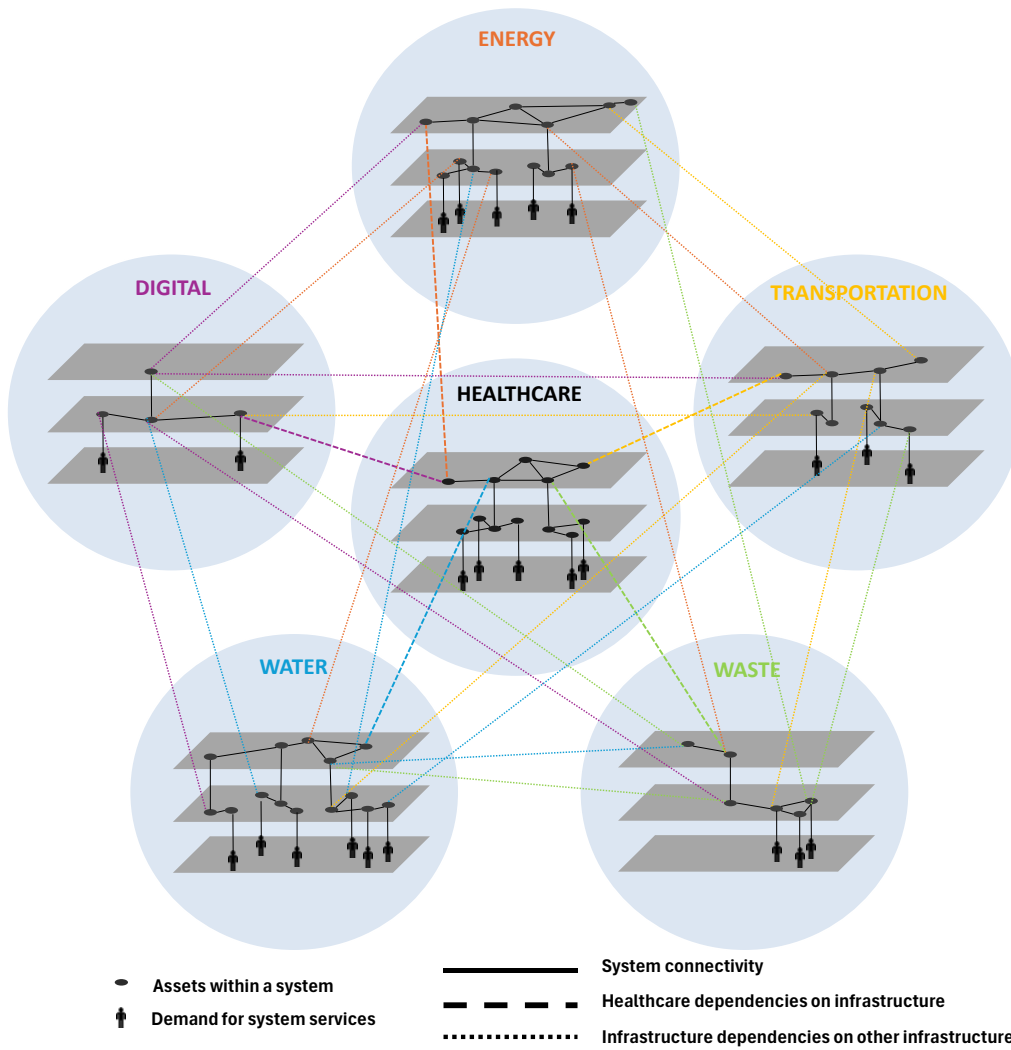 ENERGY
DIGITAL
TRANSPORTATION
HEALTHCARE
WATER
WASTE
Assets within a system
Demand for system services
System connectivity
Healthcare dependencies on infrastructure
Infrastructure dependencies on other infrastructure